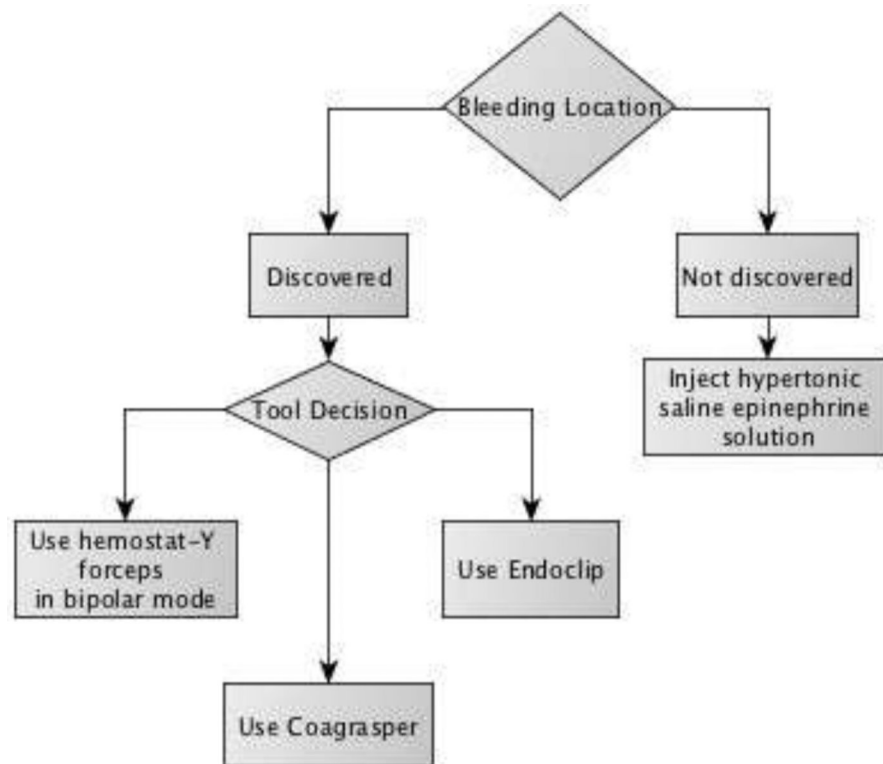 Bleeding Location
Discovered
Not discovered
Tool Decision
Inject hypertonic
saline epinephrine
solution
Use hemostat-Y
forceps
in bipolar mode
Use Endoclip
Use Coagrasper